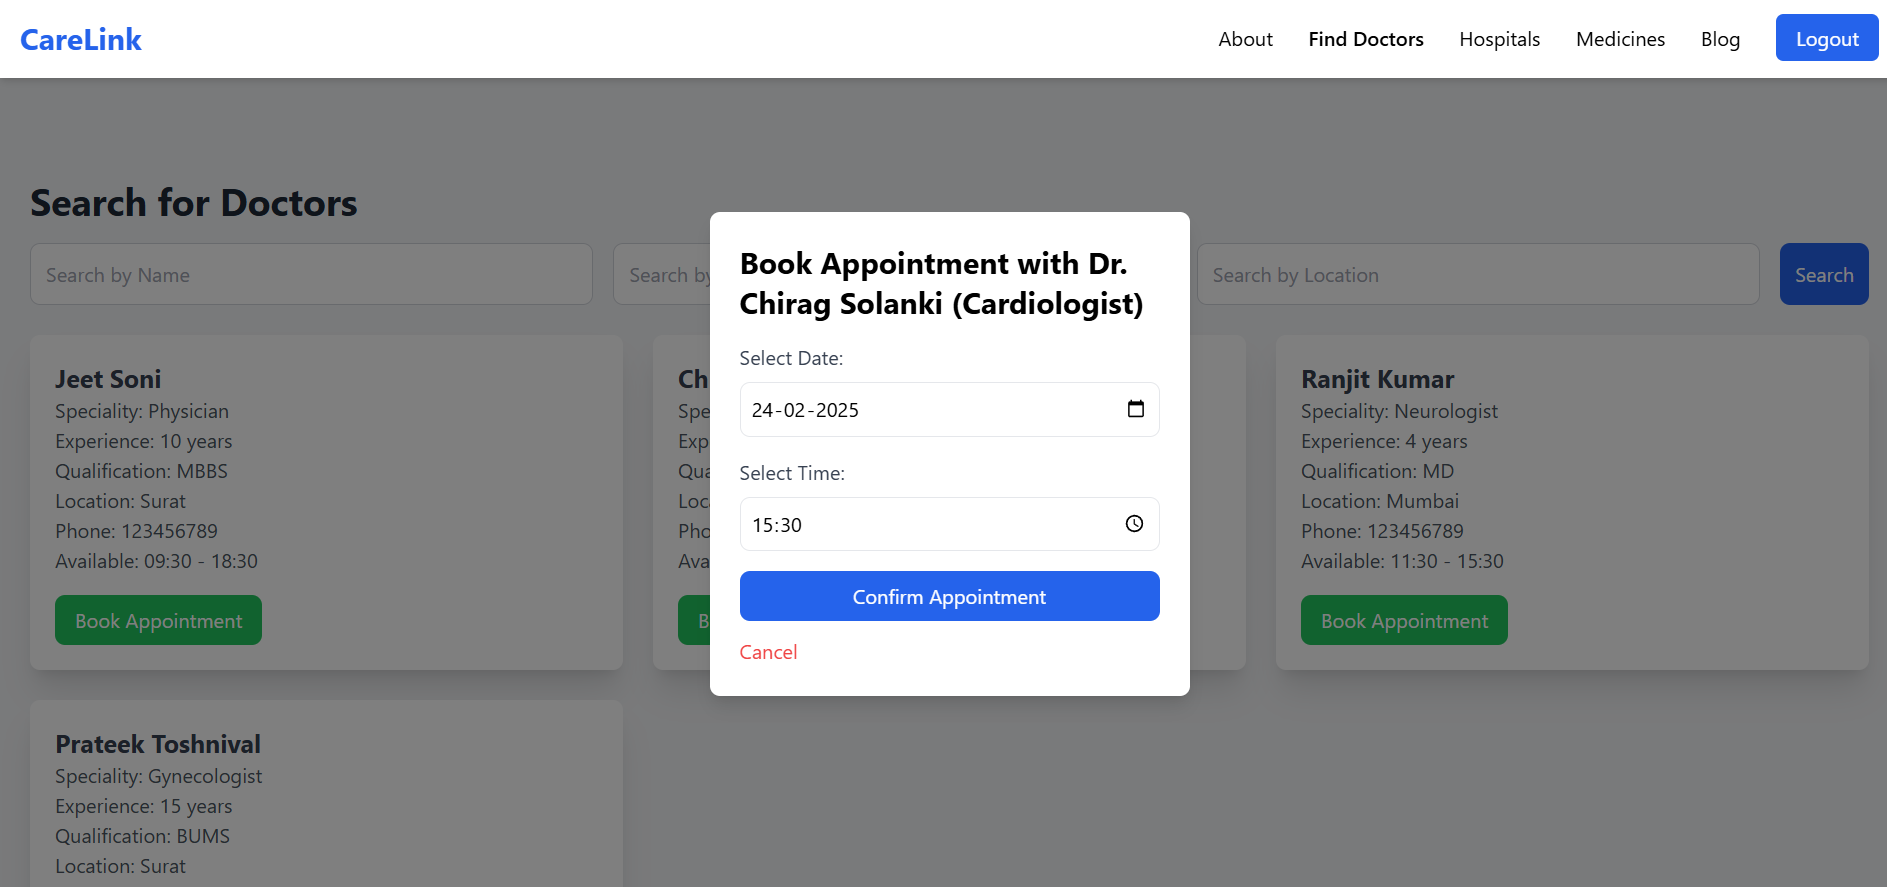 CareLink
About
Find Doctors
Hospitals
Medicines
Blog
Logout
Search for Doctors
Search by Name
Search by
Search by Location
Search
Book Appointment with Dr.
Chirag Solanki (Cardiologist)
Select Date:
24-02-2025
Select Time:
15:30
Confirm Appointment
Cancel
Jeet Soni
Speciality: Physician
Experience: 10 years
Qualification: MBBS
Location: Surat
Phone: 123456789
Available: 09:30 - 18:30
Book Appointment
Ch
Spe
Exp
Qua
Loc
Pho
Ava
B
Ranjit Kumar
Speciality: Neurologist
Experience: 4 years
Qualification: MD
Location: Mumbai
Phone: 123456789
Available: 11:30 - 15:30
Book Appointment
Prateek Toshnival
Speciality: Gynecologist
Experience: 15 years
Qualification: BUMS
Location: Surat